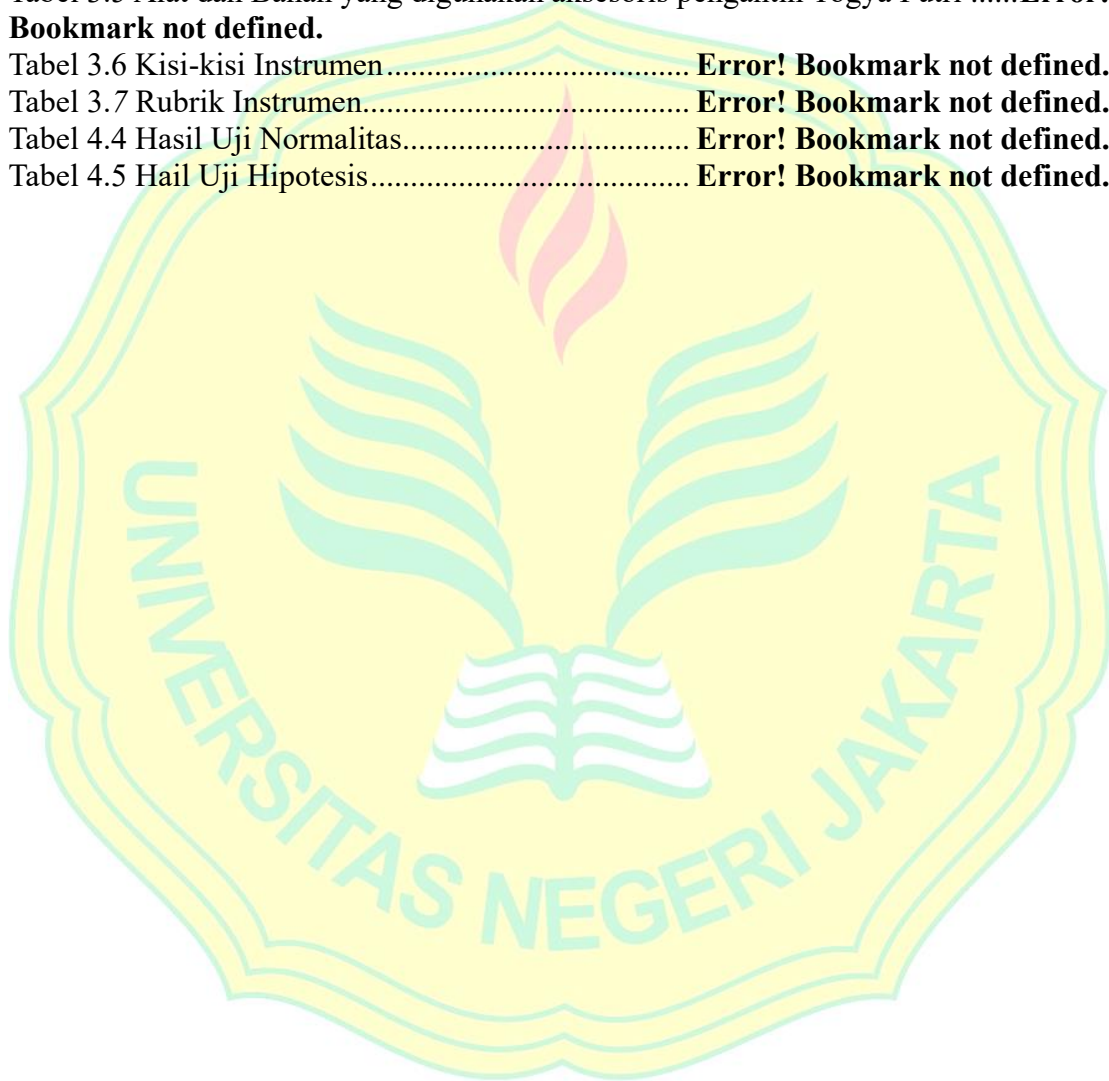 Tabel 3.5 Alat dan Bahan yang digunakan aksesoris pengantin Yogya Putri ......Error!
Bookmark not defined.
Tabel 3.6 Kisi-kisi Instrumen...................................... Error! Bookmark not defined.
Tabel 3.7 Rubrik Instrumen......................................... Error! Bookmark not defined.
Tabel 4.4 Hasil Uji Normalitas.................................... Error! Bookmark not defined.
Tabel 4.5 Hail Uji Hipotesis........................................ Error! Bookmark not defined.
UNIVERSITAS NEGERI JAKARTA